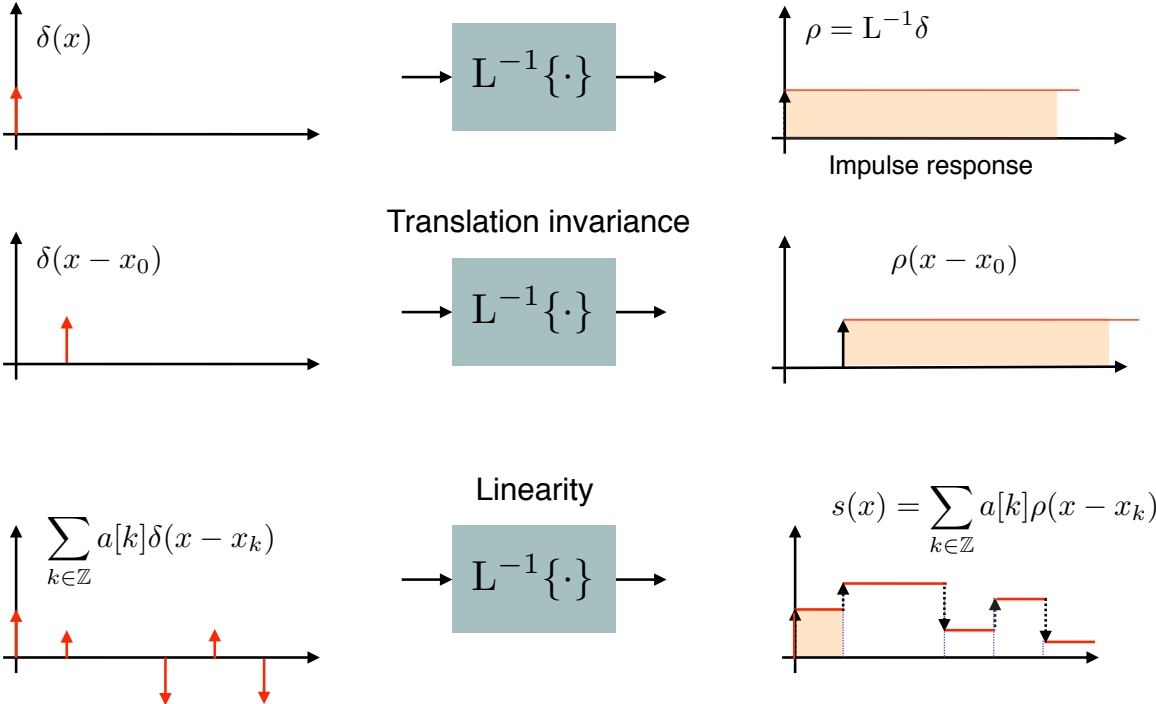 δ(x)
L⁻¹{·}
ρ = L⁻¹δ
Impulse response
Translation invariance
δ(x − x₀)
L⁻¹{·}
ρ(x − x₀)
Linearity
∑_{k∈ℤ} a[k]δ(x − x_k)
L⁻¹{·}
s(x) = ∑_{k∈ℤ} a[k]ρ(x − x_k)